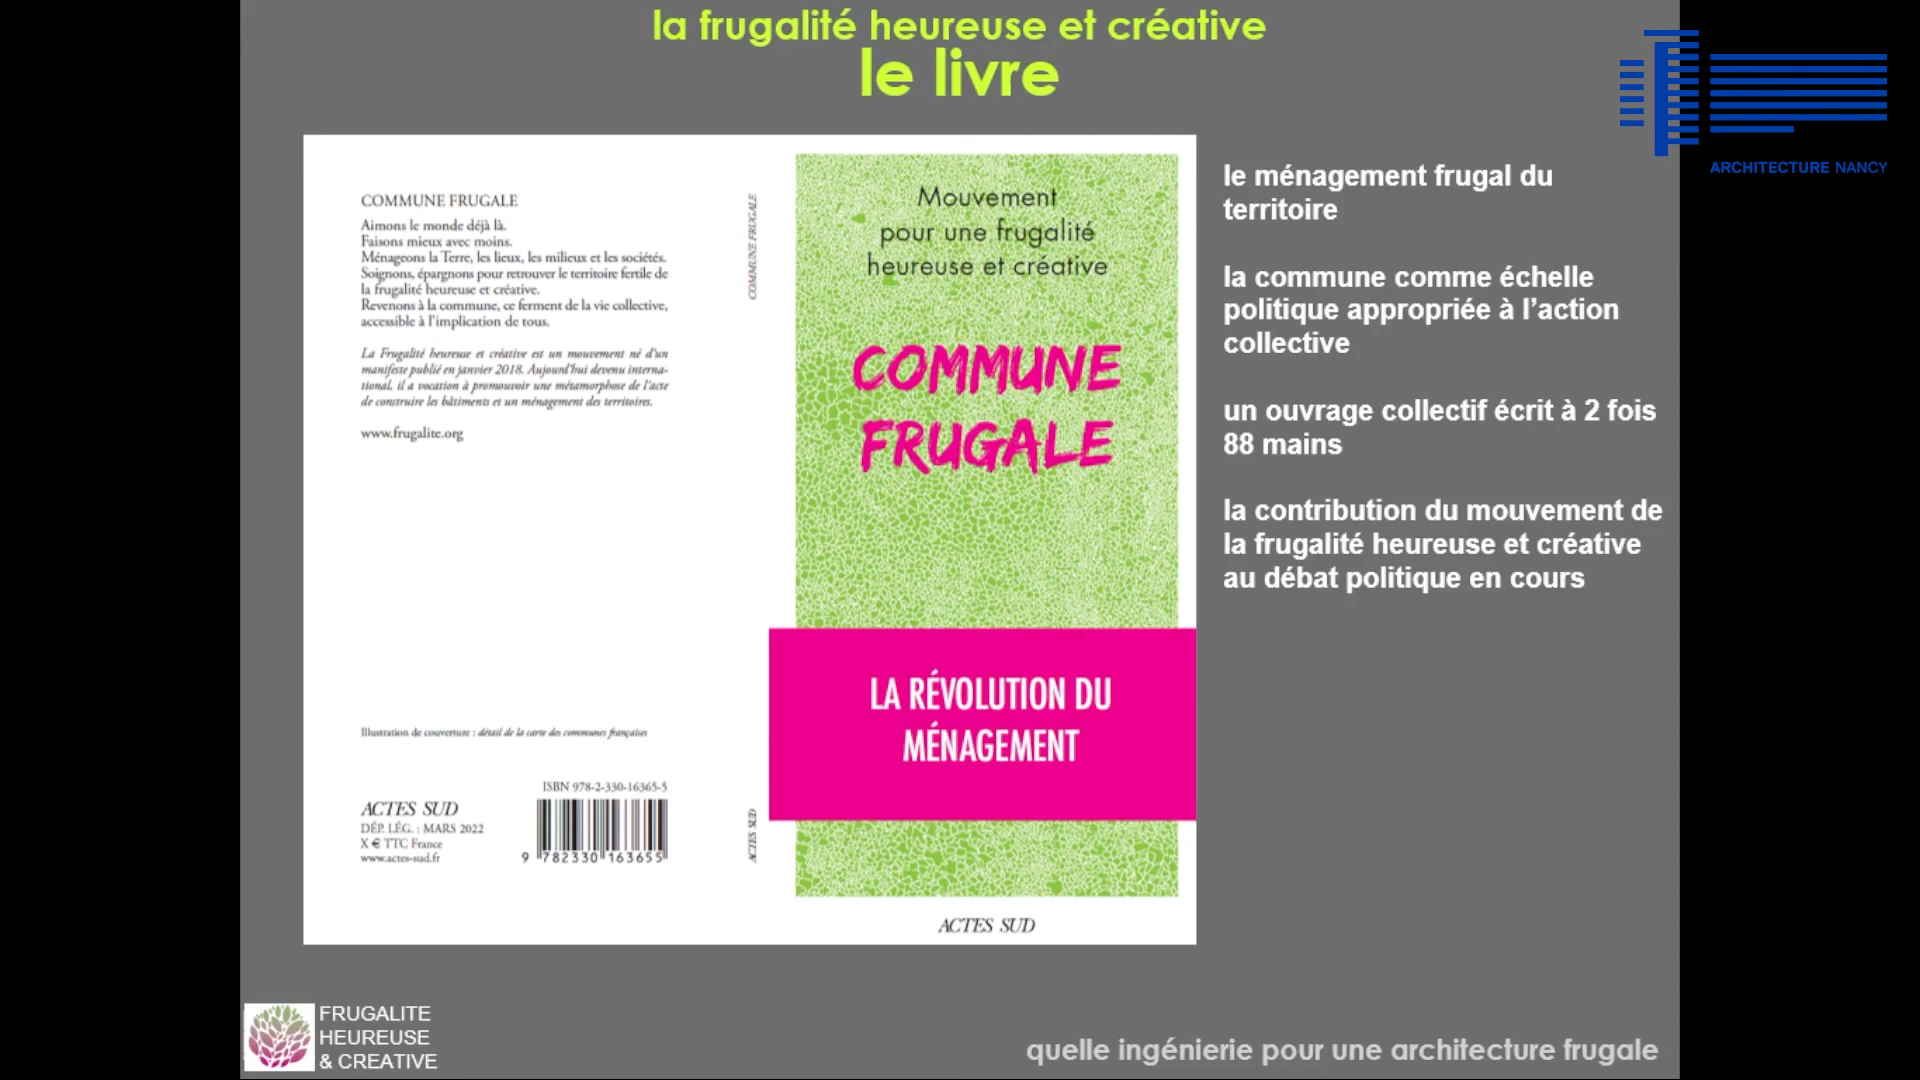 la frugalité heureuse et créative
le livre
ARCHITECTURE NANCY
COMMUNE FRUGALE
Aimons le monde déjà là.
Faisons mieux avec moins.
Ménageons la Terre, les lieux, les milieux et les sociétés.
Soignons, épargnons pour retrouver le territoire fertile de
la frugalité heureuse et créative.
Revenons à la commune, ce ferment de la vie collective,
accessible à l'implication de tous.
La Frugalité heureuse et créative est un mouvement né d'un
manifeste publié en janvier 2018. Aujourd'hui devenu interna-
tional, il a vocation à promouvoir une métamorphose de l'acte
de construire les bâtiments et un ménagement des territoires.
www.frugalite.org
Illustration de couverture : détail de la carte des communes françaises
ISBN 978-2-330-16365-5
ACTES SUD
DÉP. LÉG. : MARS 2022
X € TTC France
www.actes-sud.fr
9 782330 163655
COMMUNE FRUGALE
ACTES SUD
Mouvement
pour une frugalité
heureuse et créative
COMMUNE
FRUGALE
LA RÉVOLUTION DU
MÉNAGEMENT
ACTES SUD
le ménagement frugal du
territoire
la commune comme échelle
politique appropriée à l'action
collective
un ouvrage collectif écrit à 2 fois
88 mains
la contribution du mouvement de
la frugalité heureuse et créative
au débat politique en cours
FRUGALITE
HEUREUSE
& CREATIVE
quelle ingénierie pour une architecture frugale